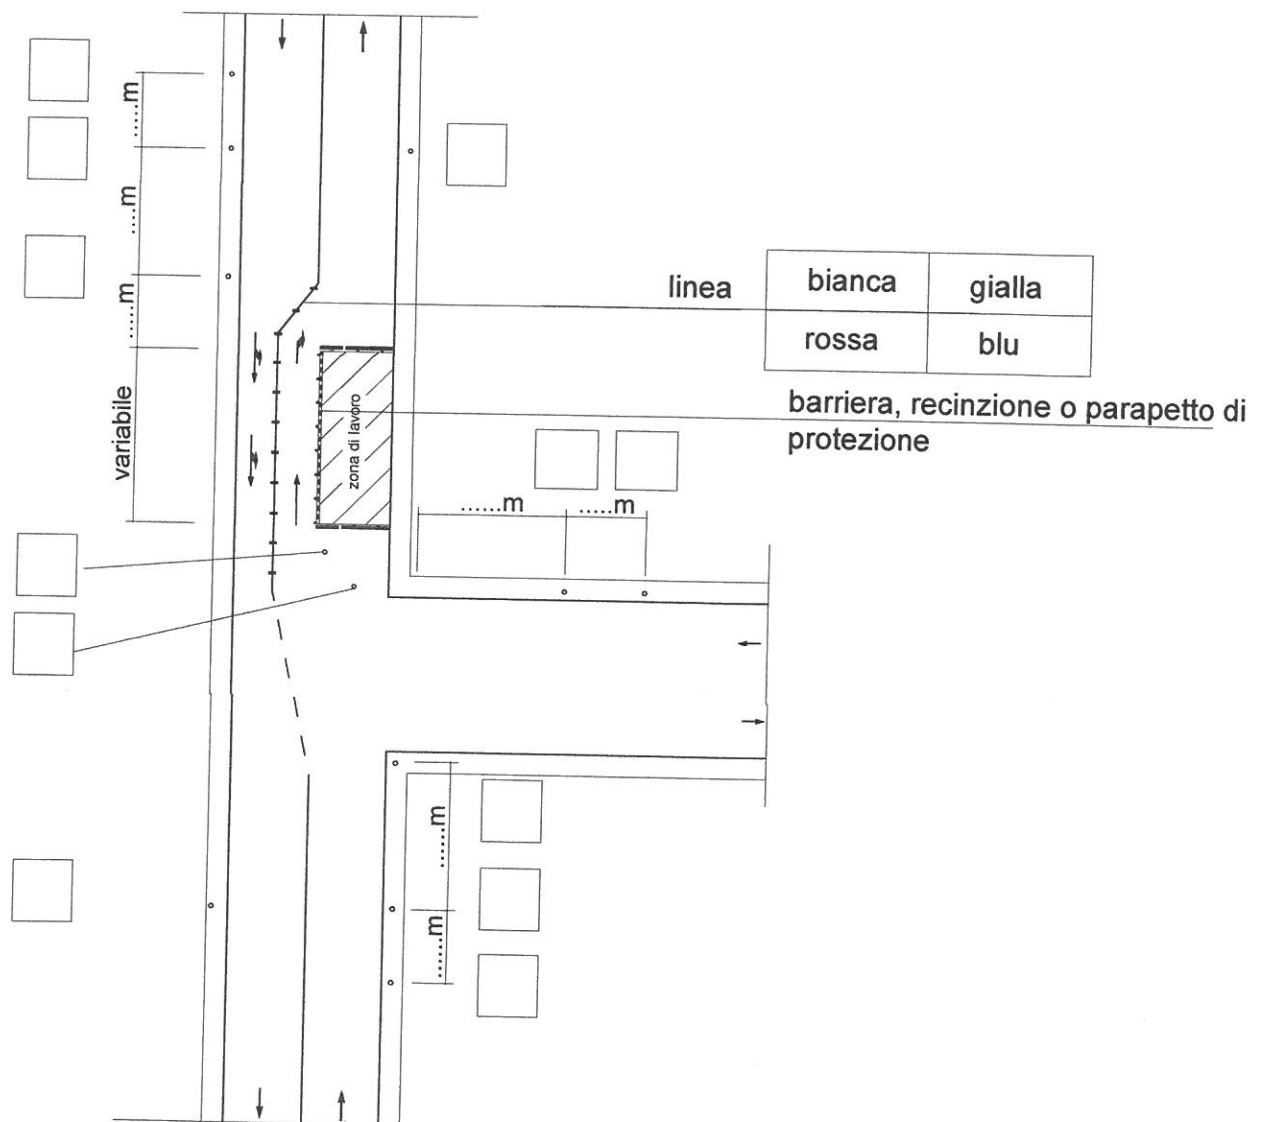 ......m
.....m
......m
variabile
linea
bianca
gialla
rossa
blu
zona di lavoro
barriera, recinzione o parapetto di
protezione
......m
.....m
.......m
.......m